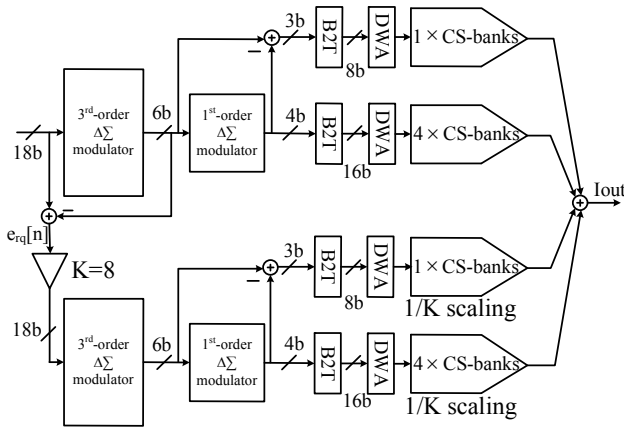 3b
B2T
8b
DWA
1 × CS-banks
18b
3rd-order
ΔΣ
modulator
6b
1st-order
ΔΣ
modulator
4b
B2T
16b
DWA
4 × CS-banks
Iout
erq[n]
K=8
3b
B2T
8b
DWA
1 × CS-banks
1/K scaling
18b
3rd-order
ΔΣ
modulator
6b
1st-order
ΔΣ
modulator
4b
B2T
16b
DWA
4 × CS-banks
1/K scaling